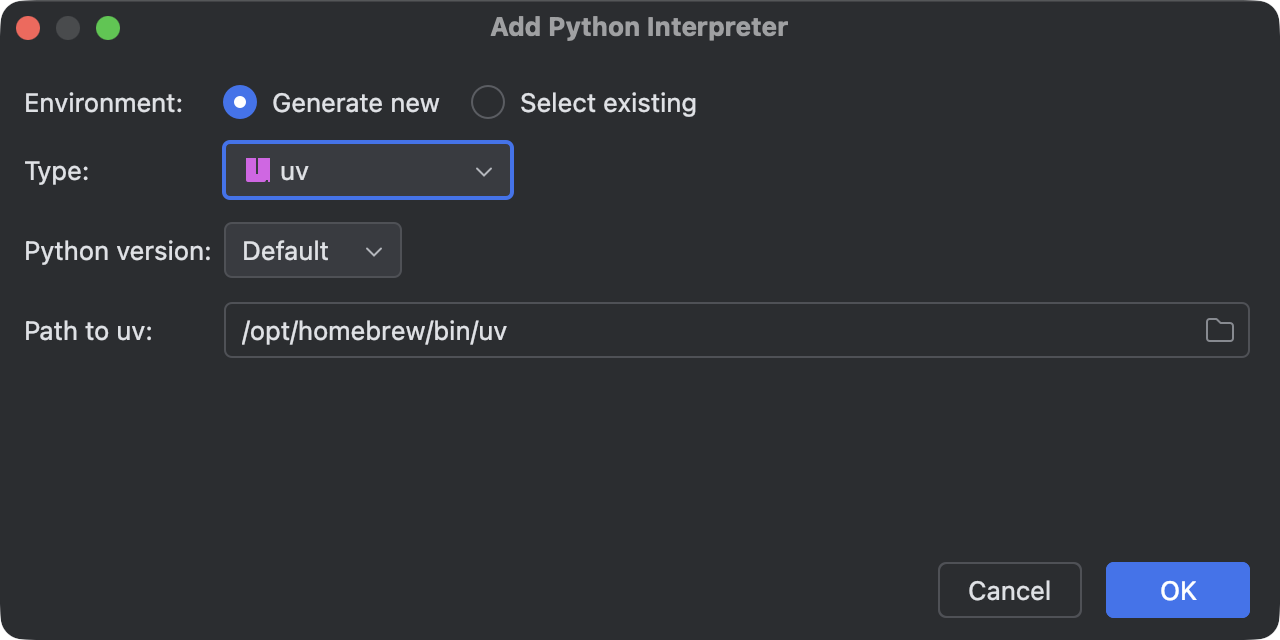 Add Python Interpreter
Environment: Generate new Select existing
Type: uv
Python version: Default
Path to uv: /opt/homebrew/bin/uv
Cancel OK